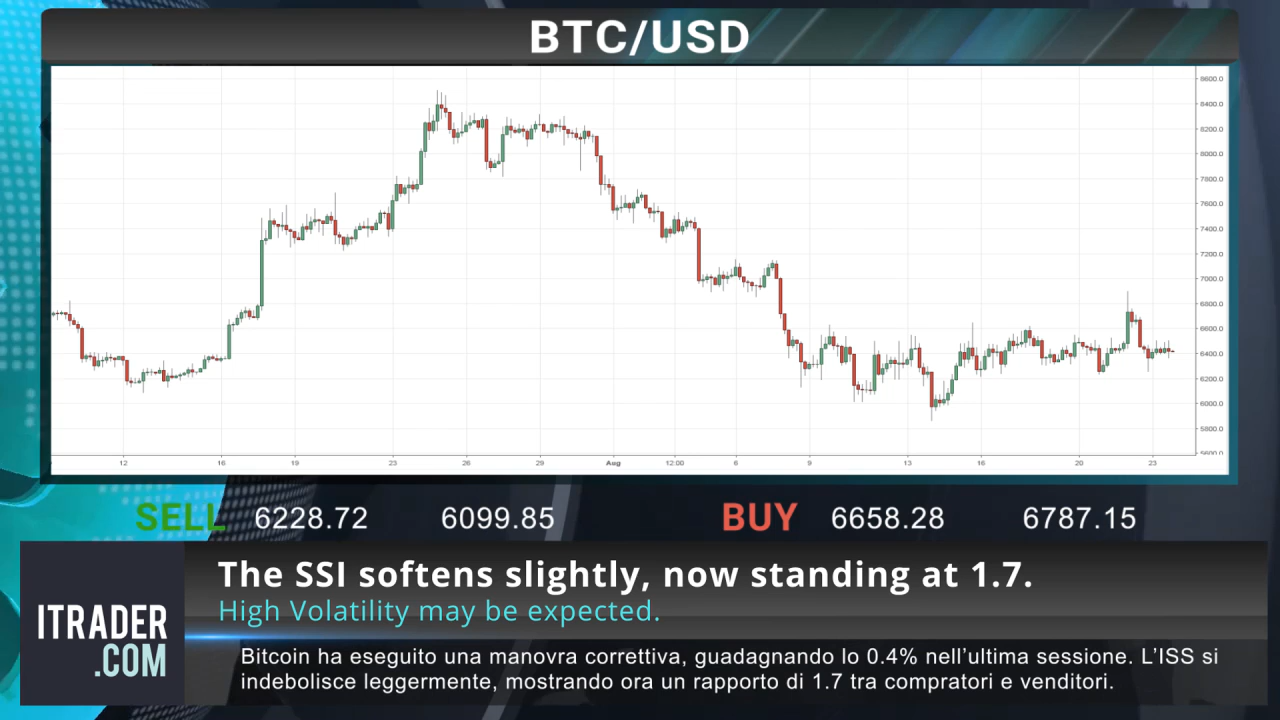 BTC/USD
8600.0
8400.0
8200.0
8000.0
7800.0
7600.0
7400.0
7200.0
7000.0
6800.0
6600.0
6400.0
6200.0
6000.0
5800.0
5600.0
12 16 19 23 26 29 Aug 12:00 6 9 13 16 20 23
SELL 6228.72 6099.85 BUY 6658.28 6787.15
The SSI softens slightly, now standing at 1.7.
High Volatility may be expected.
ITRADER
.COM
Bitcoin ha eseguito una manovra correttiva, guadagnando lo 0.4% nell'ultima sessione. L'ISS si
indebolisce leggermente, mostrando ora un rapporto di 1.7 tra compratori e venditori.